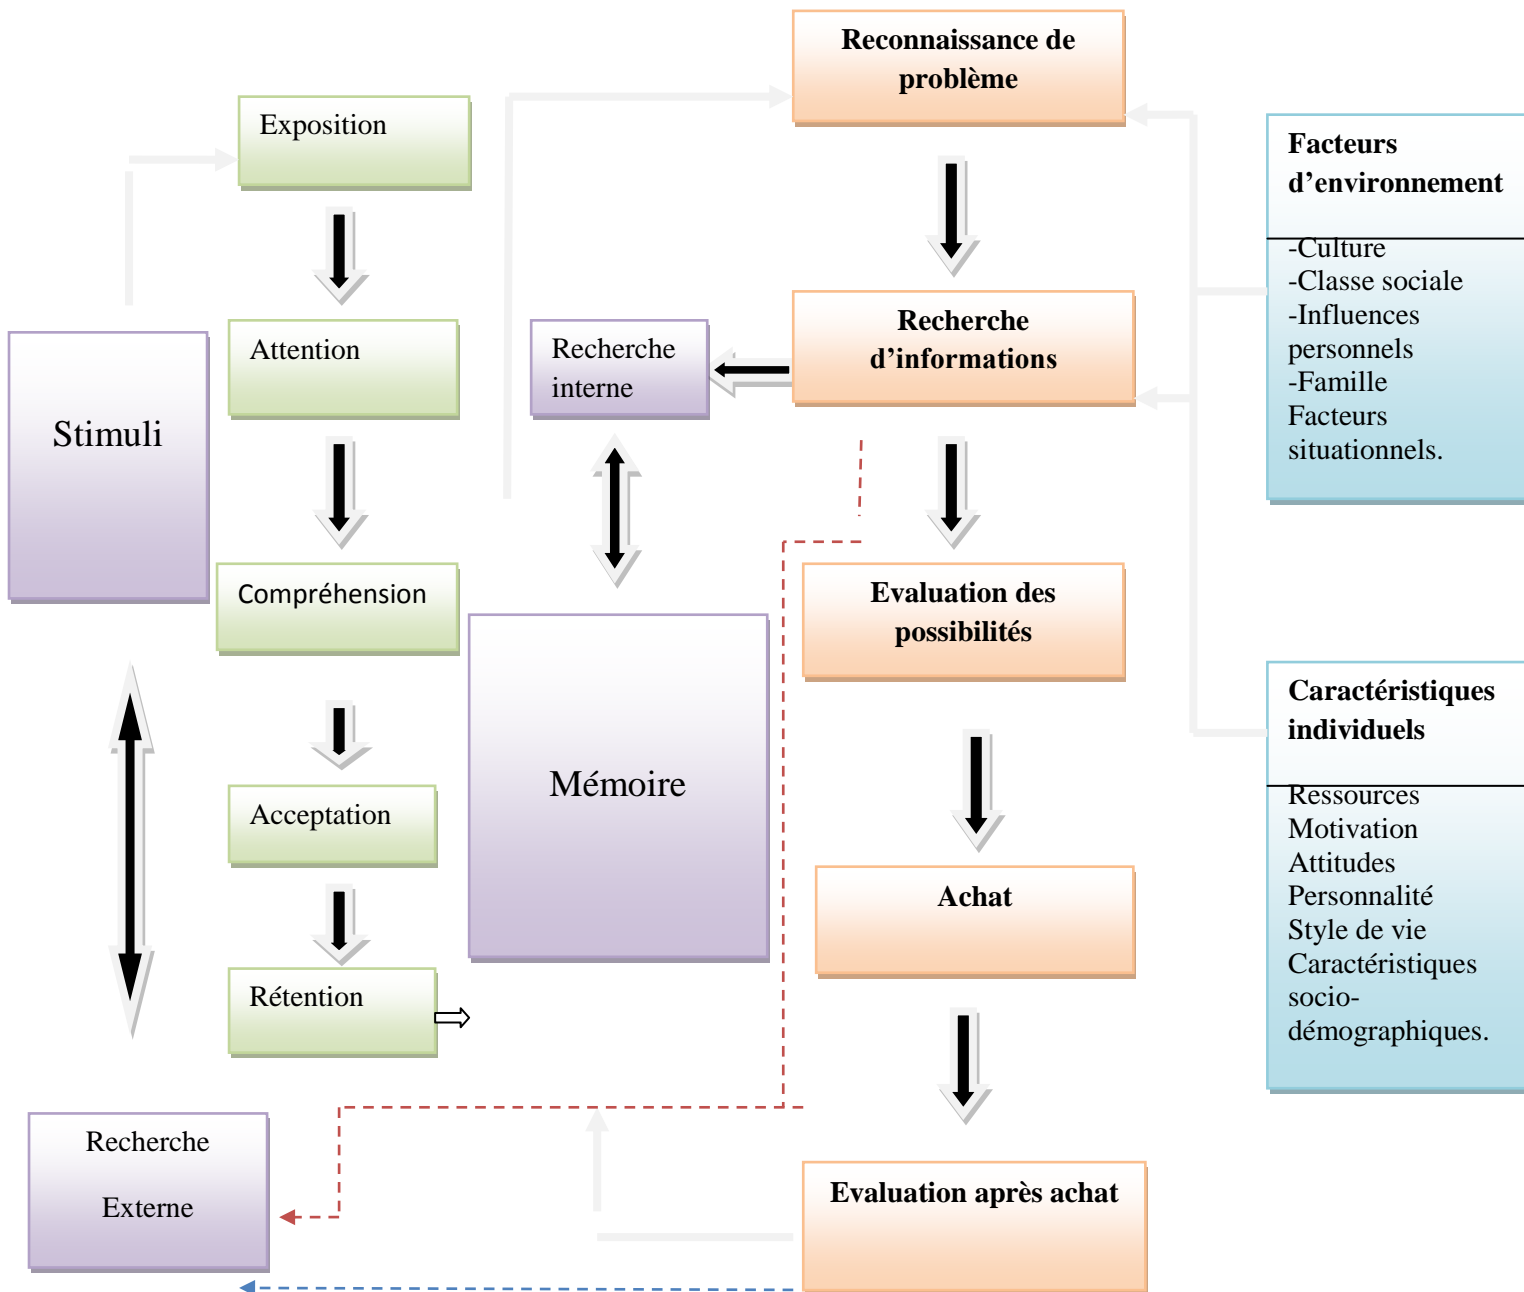 Reconnaissance de
problème
Exposition
Facteurs
d’environnement
-Culture
-Classe sociale
-Influences
personnels
-Famille
Facteurs
situationnels.
Recherche
d’informations
Recherche
interne
Attention
Stimuli
Compréhension
Evaluation des
possibilités
Caractéristiques
individuels
Ressources
Motivation
Attitudes
Personnalité
Style de vie
Caractéristiques
socio-
démographiques.
Mémoire
Acceptation
Achat
Rétention
Recherche
Externe
Evaluation après achat